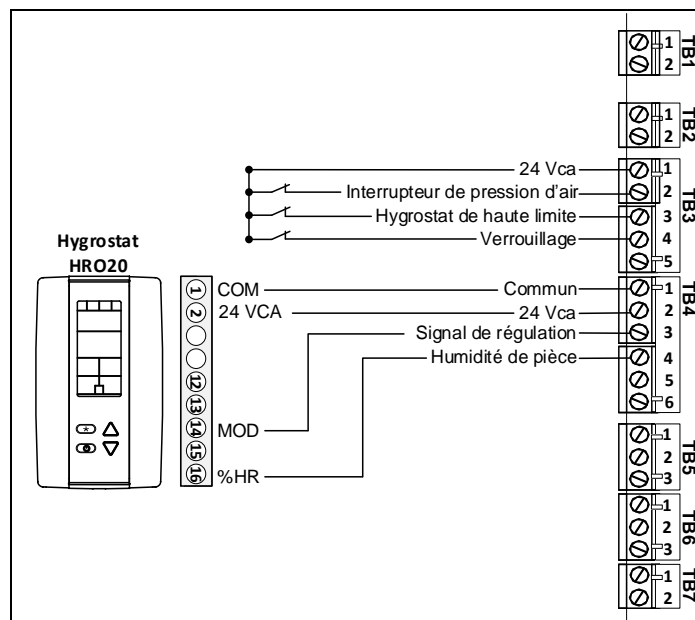 1
2
TB1
1
2
TB2
24 Vca
1
Interrupteur de pression d'air
2
Hygrostat de haute limite
3
Verrouillage
4
5
TB3
Hygrostat
HRO20
1 COM
Commun
1
2 24 VCA
24 Vca
2
Signal de régulation
3
Humidité de pièce
4
5
6
TB4
12
13
14 MOD
15
16 %HR
1
2
3
TB5
1
2
3
TB6
1
2
TB7